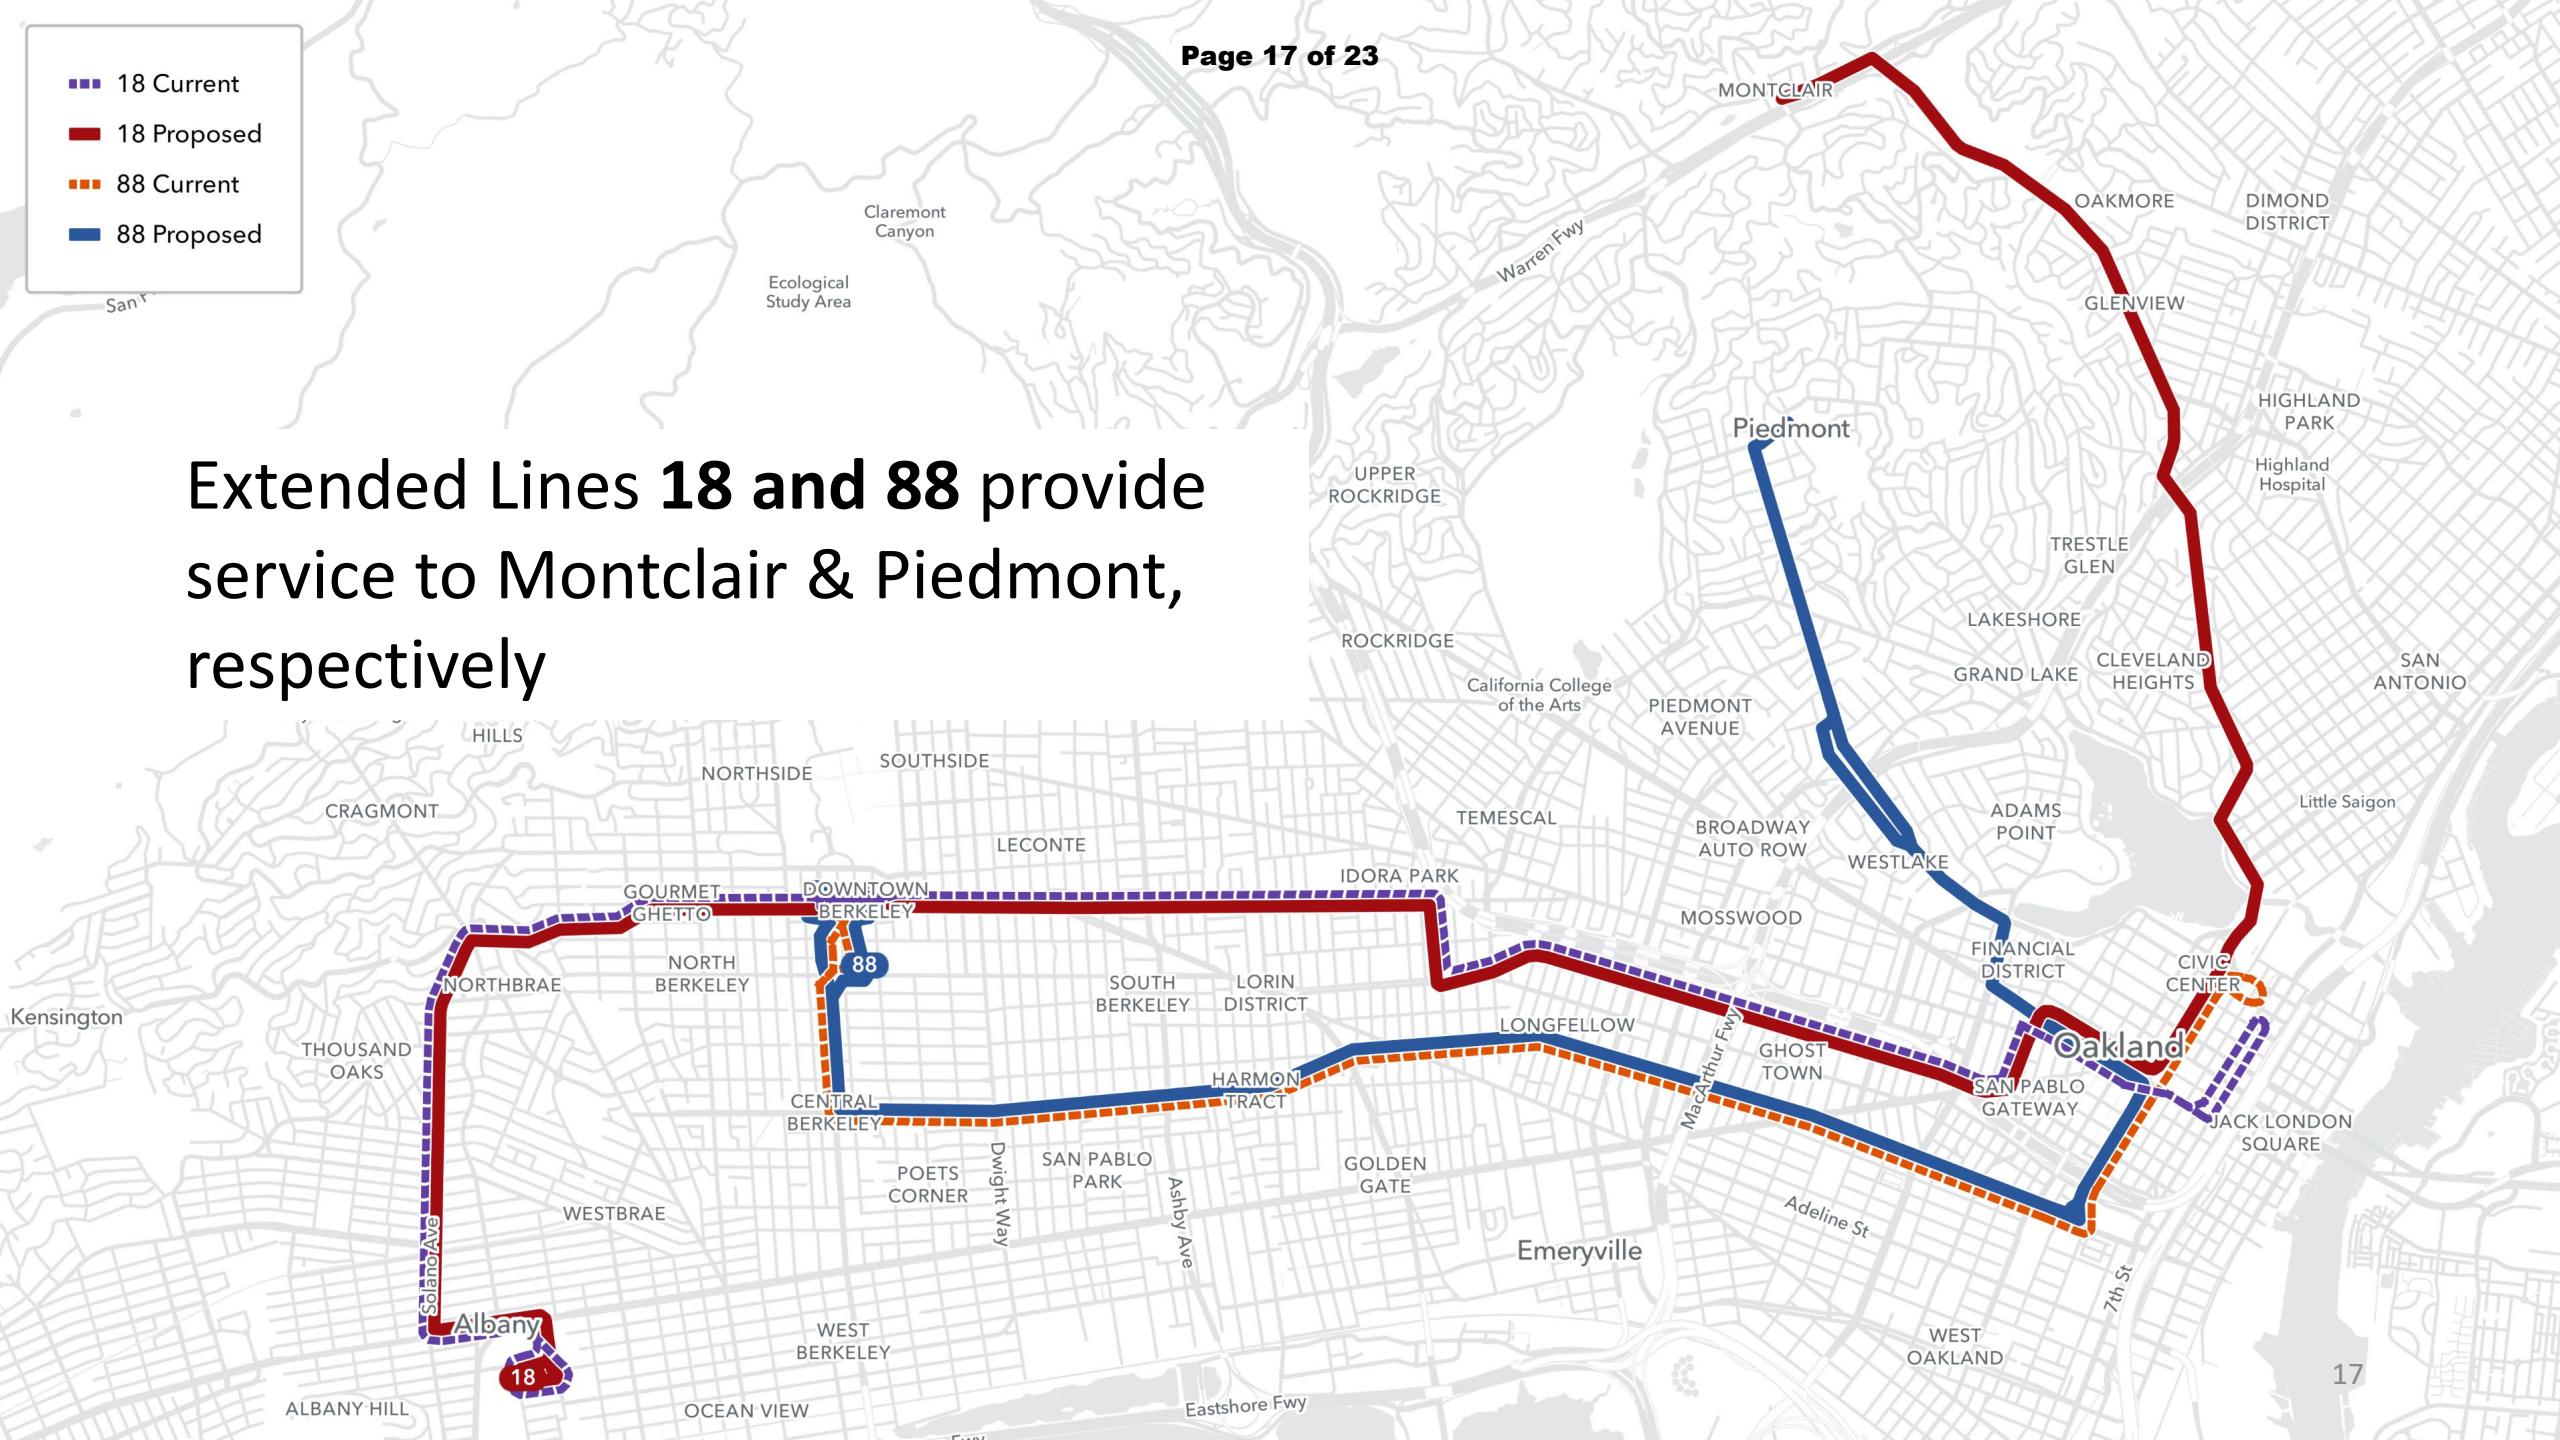 Page 17 of 23
18 Current
18 Proposed
88 Current
88 Proposed
Extended Lines 18 and 88 provide
service to Montclair & Piedmont,
respectively
MONTCLAIR
Claremont
Canyon
Ecological
Study Area
Warren Fwy
OAKMORE
DIMOND
DISTRICT
GLENVIEW
San
HIGHLAND
PARK
Piedmont
Highland
Hospital
UPPER
ROCKRIDGE
TRESTLE
GLEN
LAKESHORE
ROCKRIDGE
GRAND LAKE
CLEVELAND
HEIGHTS
SAN
ANTONIO
California College
of the Arts
PIEDMONT
AVENUE
HILLS
NORTHSIDE
SOUTHSIDE
CRAGMONT
LECONTE
TEMESCAL
BROADWAY
AUTO ROW
ADAMS
POINT
Little Saigon
WESTLAKE
GOURMET
GHETTO
DOWNTOWN
BERKELEY
IDORA PARK
MOSSWOOD
FINANCIAL
DISTRICT
CIVIC
CENTER
NORTHBRAE
NORTH
BERKELEY
88
SOUTH
BERKELEY
LORIN
DISTRICT
Kensington
THOUSAND
OAKS
LONGFELLOW
MacArthur Fwy
GHOST
TOWN
Oakland
CENTRAL
BERKELEY
HARMON
TRACT
SAN PABLO
GATEWAY
JACK LONDON
SQUARE
POETS
CORNER
Dwight Way
SAN PABLO
PARK
Ashby Ave
GOLDEN
GATE
WESTBRAE
Adeline St
Solano Ave
Emeryville
7th St
Albany
WEST
BERKELEY
WEST
OAKLAND
18
17
ALBANY HILL
OCEAN VIEW
Eastshore Fwy
Fwy